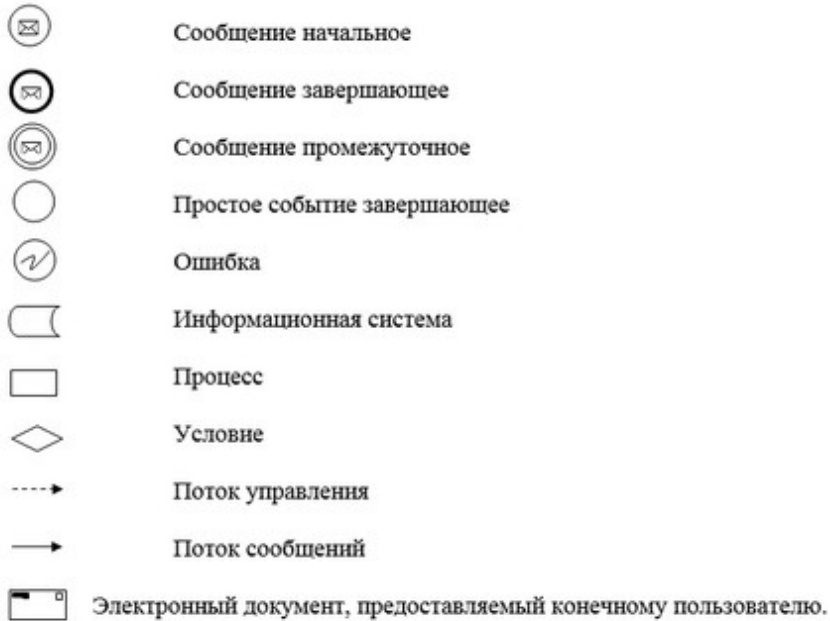 Сообщение начальное
Сообщение завершающее
Сообщение промежуточное
Простое событие завершающее
Ошибка
Информационная система
Процесс
Условие
Поток управления
Поток сообщений
Электронный документ, предоставляемый конечному пользователю.